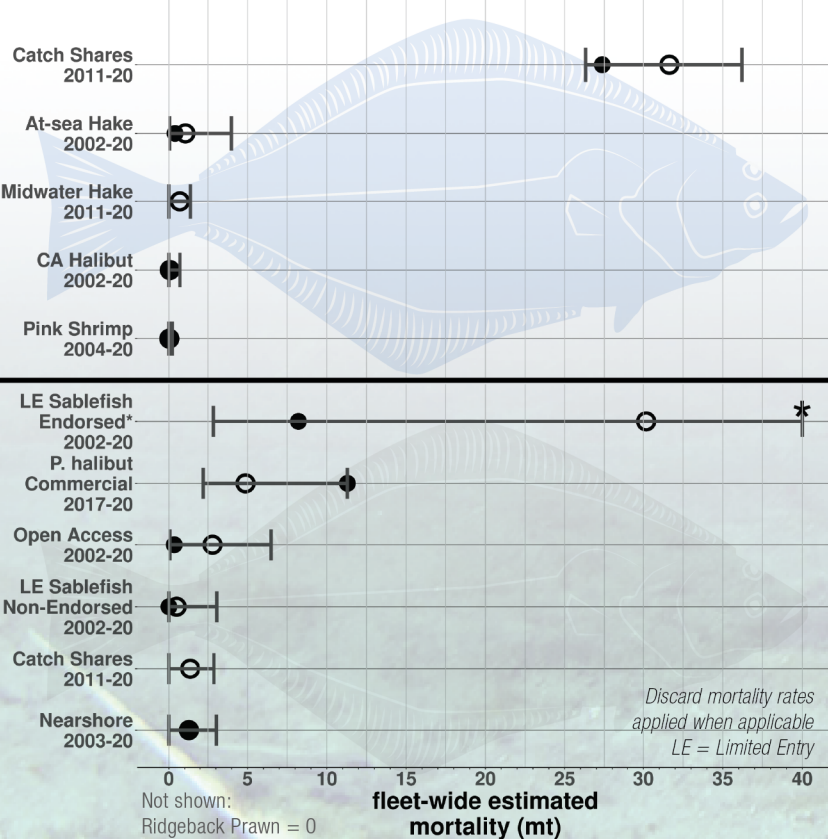 Catch Shares
2011-20
At-sea Hake
2002-20
Midwater Hake
2011-20
CA Halibut
2002-20
Pink Shrimp
2004-20
LE Sablefish
Endorsed*
2002-20
*
P. halibut
Commercial
2017-20
Open Access
2002-20
LE Sablefish
Non-Endorsed
2002-20
Catch Shares
2011-20
Nearshore
2003-20
Discard mortality rates
applied when applicable
LE = Limited Entry
0 5 10 15 20 25 30 35 40
Not shown:
Ridgeback Prawn = 0
fleet-wide estimated
mortality (mt)